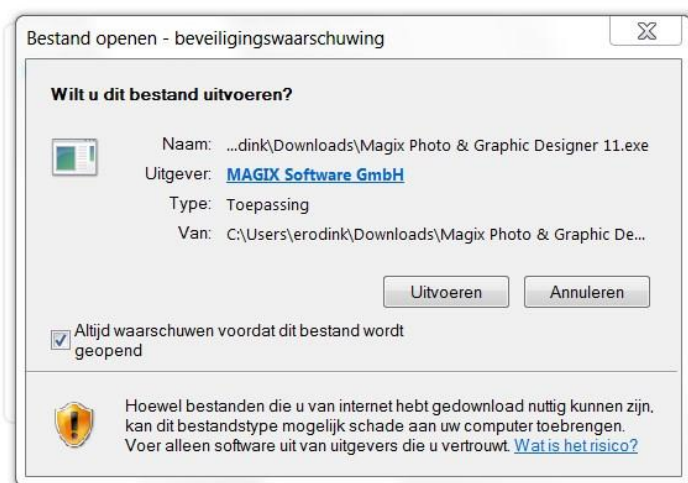 Bestand openen - beveiligingswaarschuwing
Wilt u dit bestand uitvoeren?
Naam: ...dink\Downloads\Magix Photo & Graphic Designer 11.exe
Uitgever: MAGIX Software GmbH
Type: Toepassing
Van: C:\Users\erodink\Downloads\Magix Photo & Graphic De...
Uitvoeren Annuleren
Altijd waarschuwen voordat dit bestand wordt
geopend
Hoewel bestanden die u van internet hebt gedownload nuttig kunnen zijn,
kan dit bestandstype mogelijk schade aan uw computer toebrengen.
Voer alleen software uit van uitgevers die u vertrouwt. Wat is het risico?